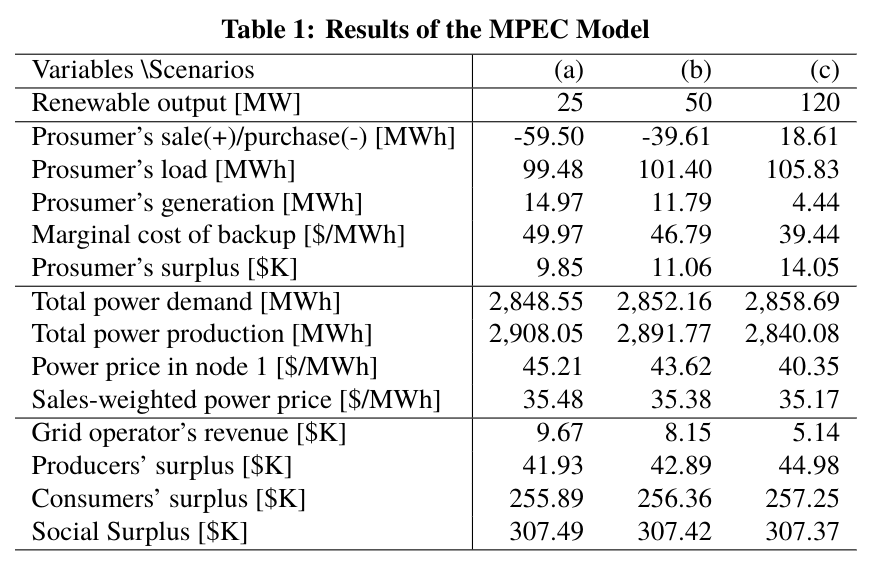 Table 1: Results of the MPEC Model
Variables \Scenarios (a) (b) (c)
Renewable output [MW] 25 50 120
Prosumer's sale(+)/purchase(-) [MWh] -59.50 -39.61 18.61
Prosumer's load [MWh] 99.48 101.40 105.83
Prosumer's generation [MWh] 14.97 11.79 4.44
Marginal cost of backup [$/MWh] 49.97 46.79 39.44
Prosumer's surplus [$K] 9.85 11.06 14.05
Total power demand [MWh] 2,848.55 2,852.16 2,858.69
Total power production [MWh] 2,908.05 2,891.77 2,840.08
Power price in node 1 [$/MWh] 45.21 43.62 40.35
Sales-weighted power price [$/MWh] 35.48 35.38 35.17
Grid operator's revenue [$K] 9.67 8.15 5.14
Producers' surplus [$K] 41.93 42.89 44.98
Consumers' surplus [$K] 255.89 256.36 257.25
Social Surplus [$K] 307.49 307.42 307.37